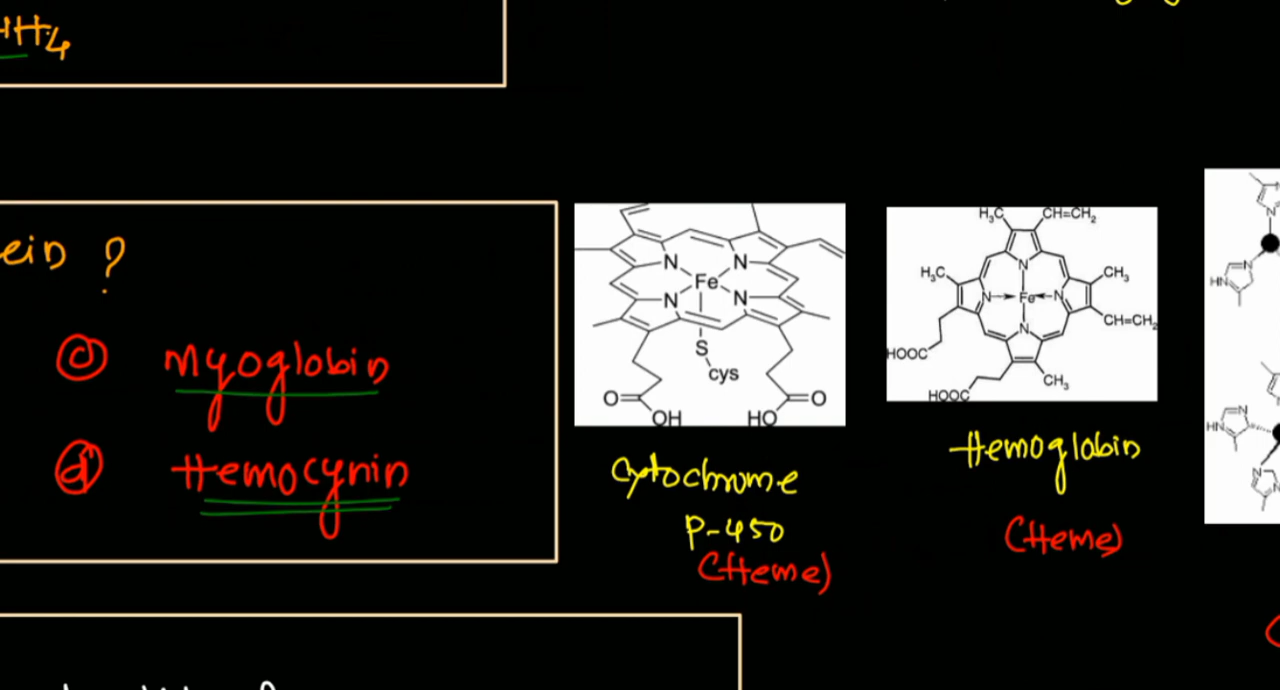 HH4
ein ?
c Myoglobin
d Hemocynin
N N
Fe
N N
S
cys
O OH HO O
H₃C CH=CH₂
N
H₃C CH₃
N Fe N
CH=CH₂
N
HOOC
CH₃
HOOC
Cytochrome
P-450
(Heme)
Hemoglobin
(Heme)
N
N
HN
N
HN
N